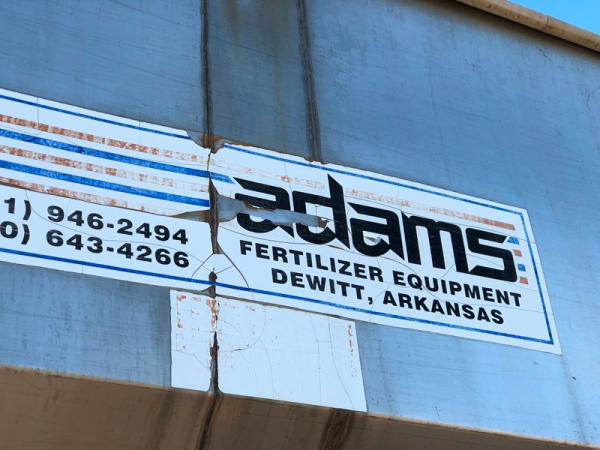 1) 946-2494
0) 643-4266
adams
FERTILIZER EQUIPMENT
DEWITT, ARKANSAS